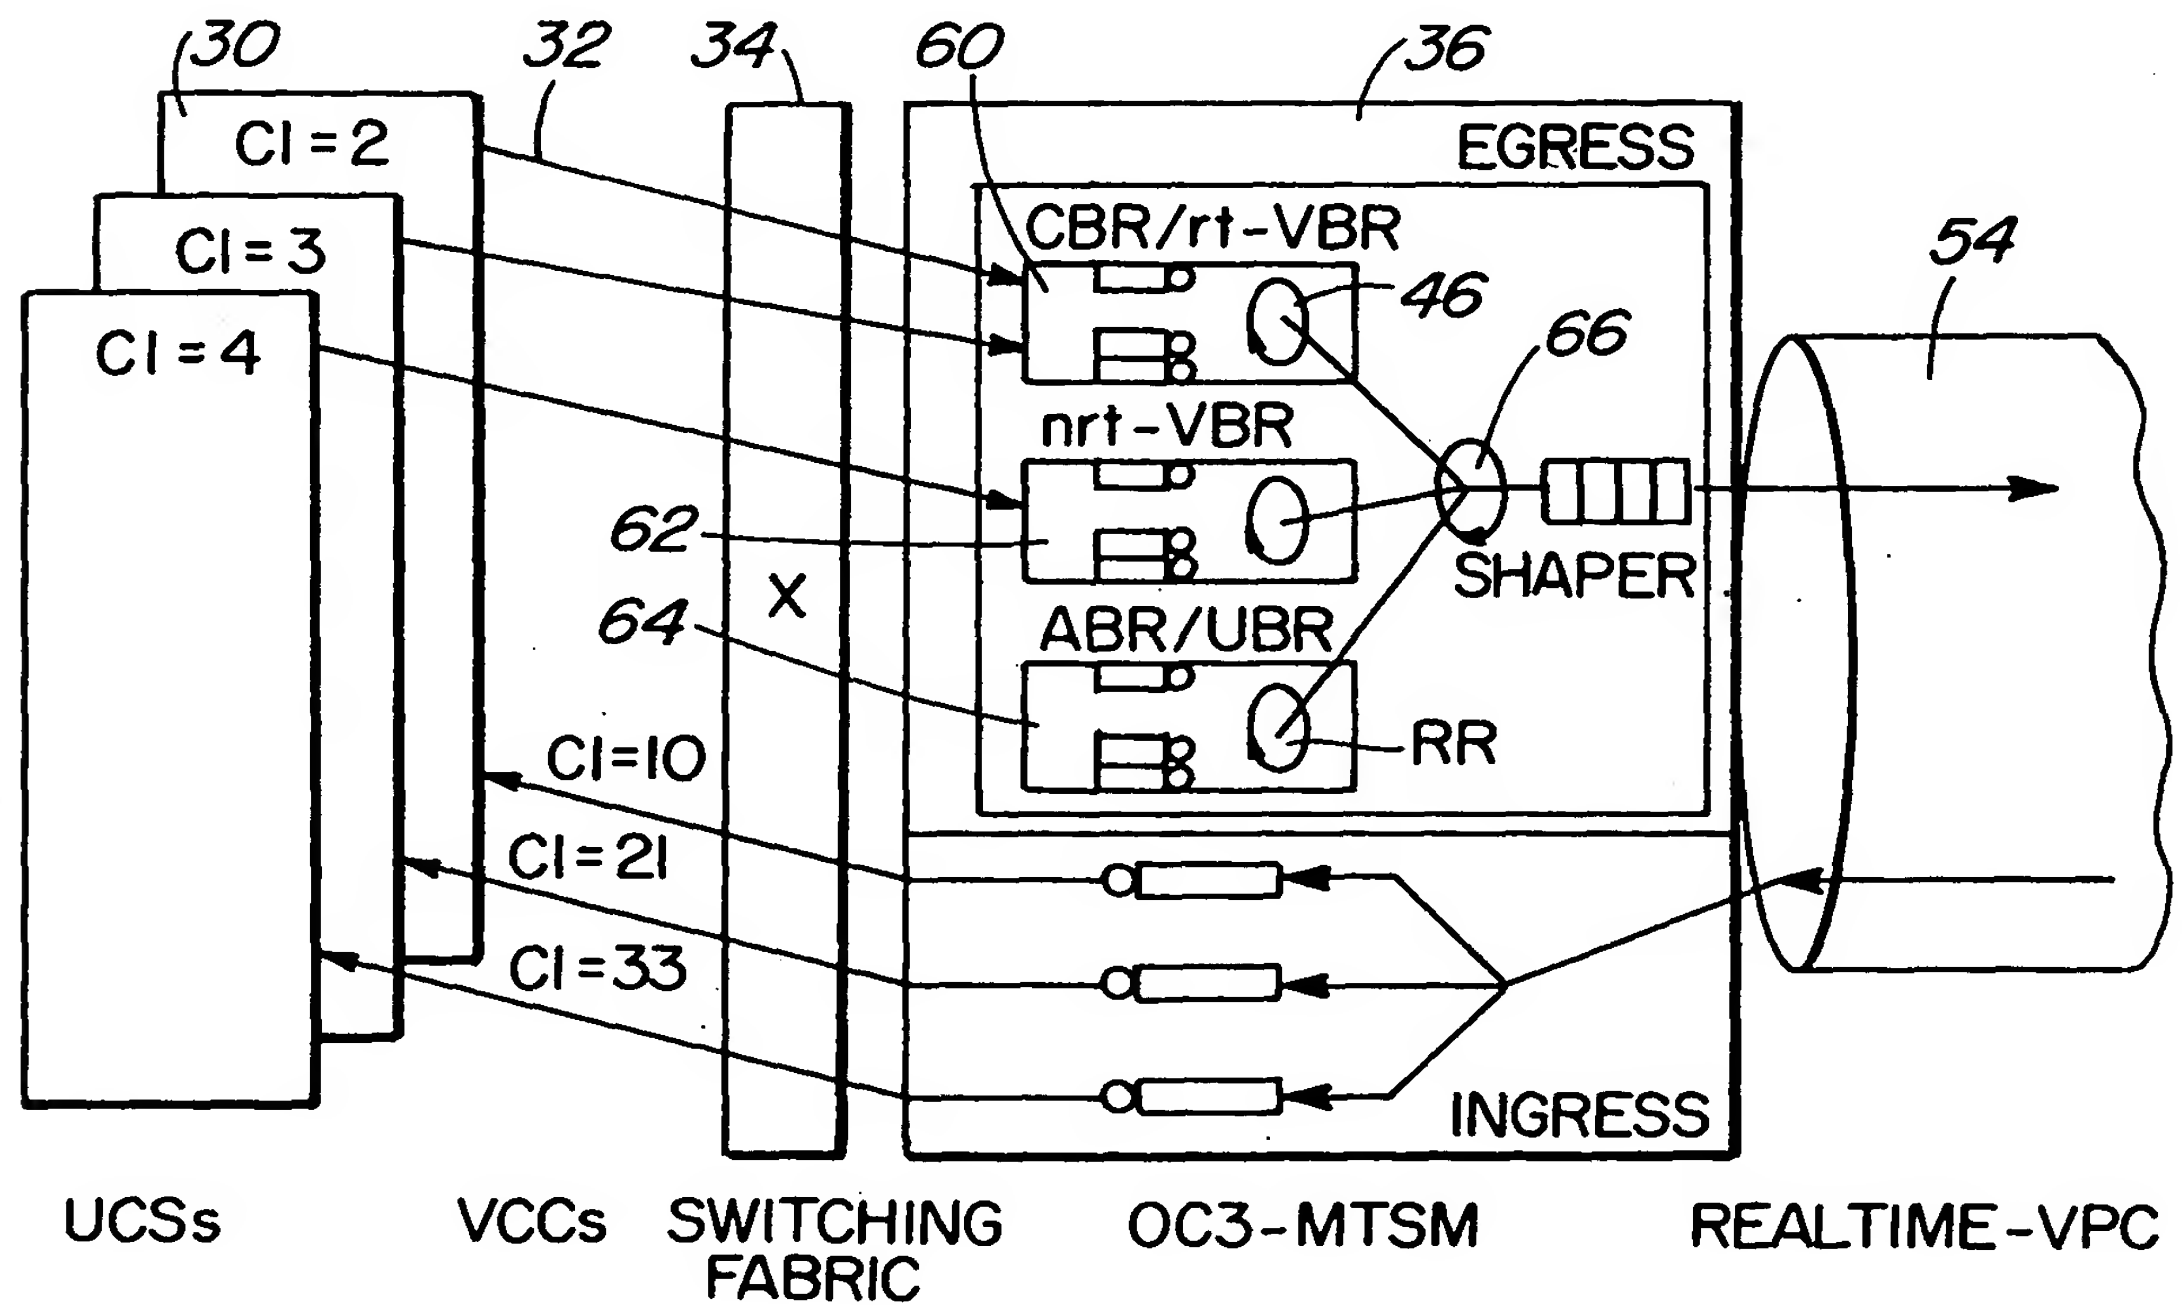 30
32
34
60
36
CI=2
EGRESS
CBR/rt-VBR
54
CI=3
46
CI=4
66
nrt-VBR
62
SHAPER
X
64
ABR/UBR
CI=10
RR
CI=21
CI=33
INGRESS
UCSs
VCCs
SWITCHING
FABRIC
OC3-MTSM
REALTIME-VPC